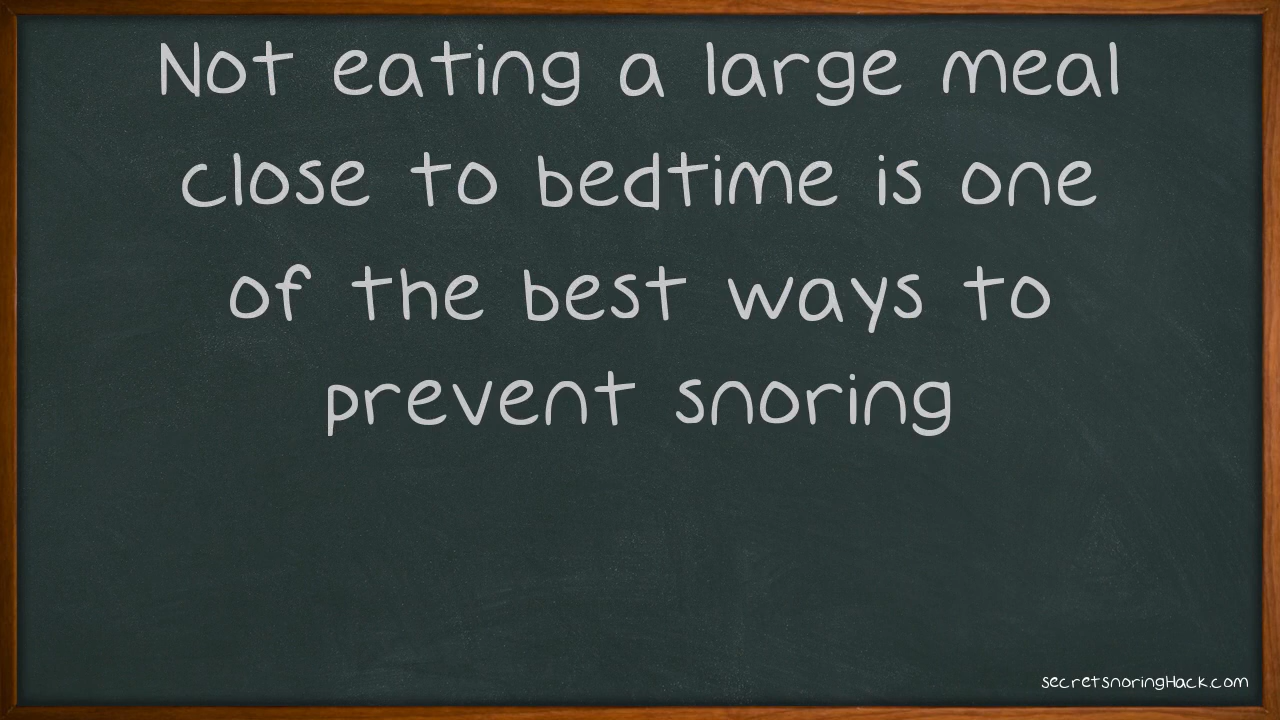 Not eating a large meal
close to bedtime is one
of the best ways to
prevent snoring
secretsnoringHack.com